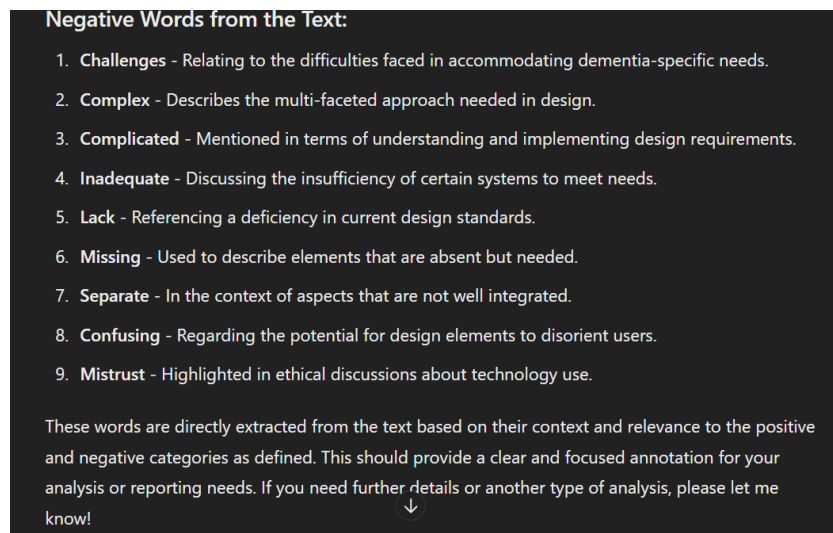 Negative Words from the Text:
1. Challenges - Relating to the difficulties faced in accommodating dementia-specific needs.
2. Complex - Describes the multi-faceted approach needed in design.
3. Complicated - Mentioned in terms of understanding and implementing design requirements.
4. Inadequate - Discussing the insufficiency of certain systems to meet needs.
5. Lack - Referencing a deficiency in current design standards.
6. Missing - Used to describe elements that are absent but needed.
7. Separate - In the context of aspects that are not well integrated.
8. Confusing - Regarding the potential for design elements to disorient users.
9. Mistrust - Highlighted in ethical discussions about technology use.
These words are directly extracted from the text based on their context and relevance to the positive
and negative categories as defined. This should provide a clear and focused annotation for your
analysis or reporting needs. If you need further details or another type of analysis, please let me
know!